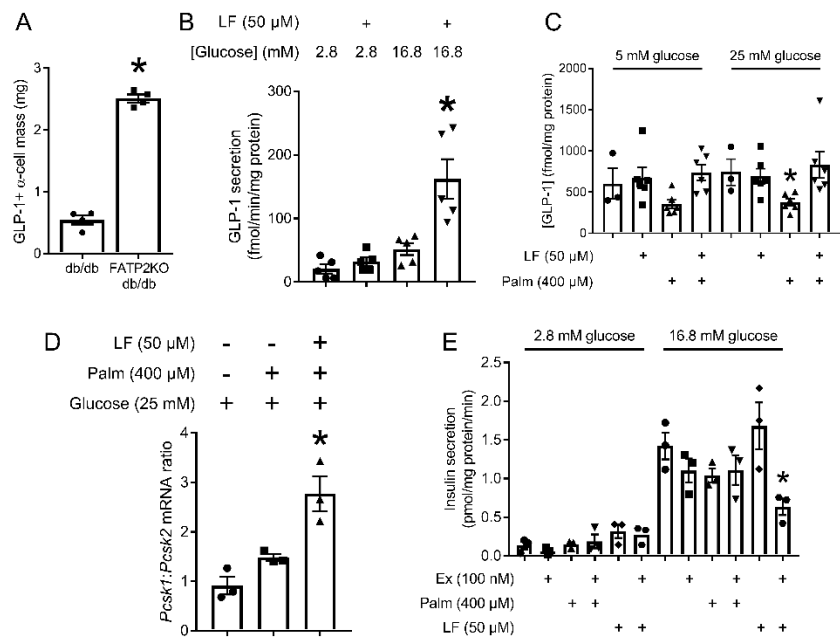 A
GLP-1+ α-cell mass (mg)
3
2
1
0
*
db/db
FATP2KO
db/db
B
LF (50 μM) + +
[Glucose] (mM) 2.8 2.8 16.8 16.8
GLP-1 secretion
(fmol/min/mg protein)
300
200
100
0
*
C
5 mM glucose 25 mM glucose
[GLP-1] (fmol/mg protein)
2000
1500
1000
500
0
*
LF (50 μM) + + + +
Palm (400 μM) + + + +
D
LF (50 μM) - - +
Palm (400 μM) - + +
Glucose (25 mM) + + +
Pcsk1:Pcsk2 mRNA ratio
4
3
2
1
0
*
E
2.8 mM glucose 16.8 mM glucose
Insulin secretion
(pmol/mg protein/min)
2.5
2.0
1.5
1.0
0.5
0.0
*
Ex (100 nM) + + + + + +
Palm (400 μM) + + + +
LF (50 μM) + + + +